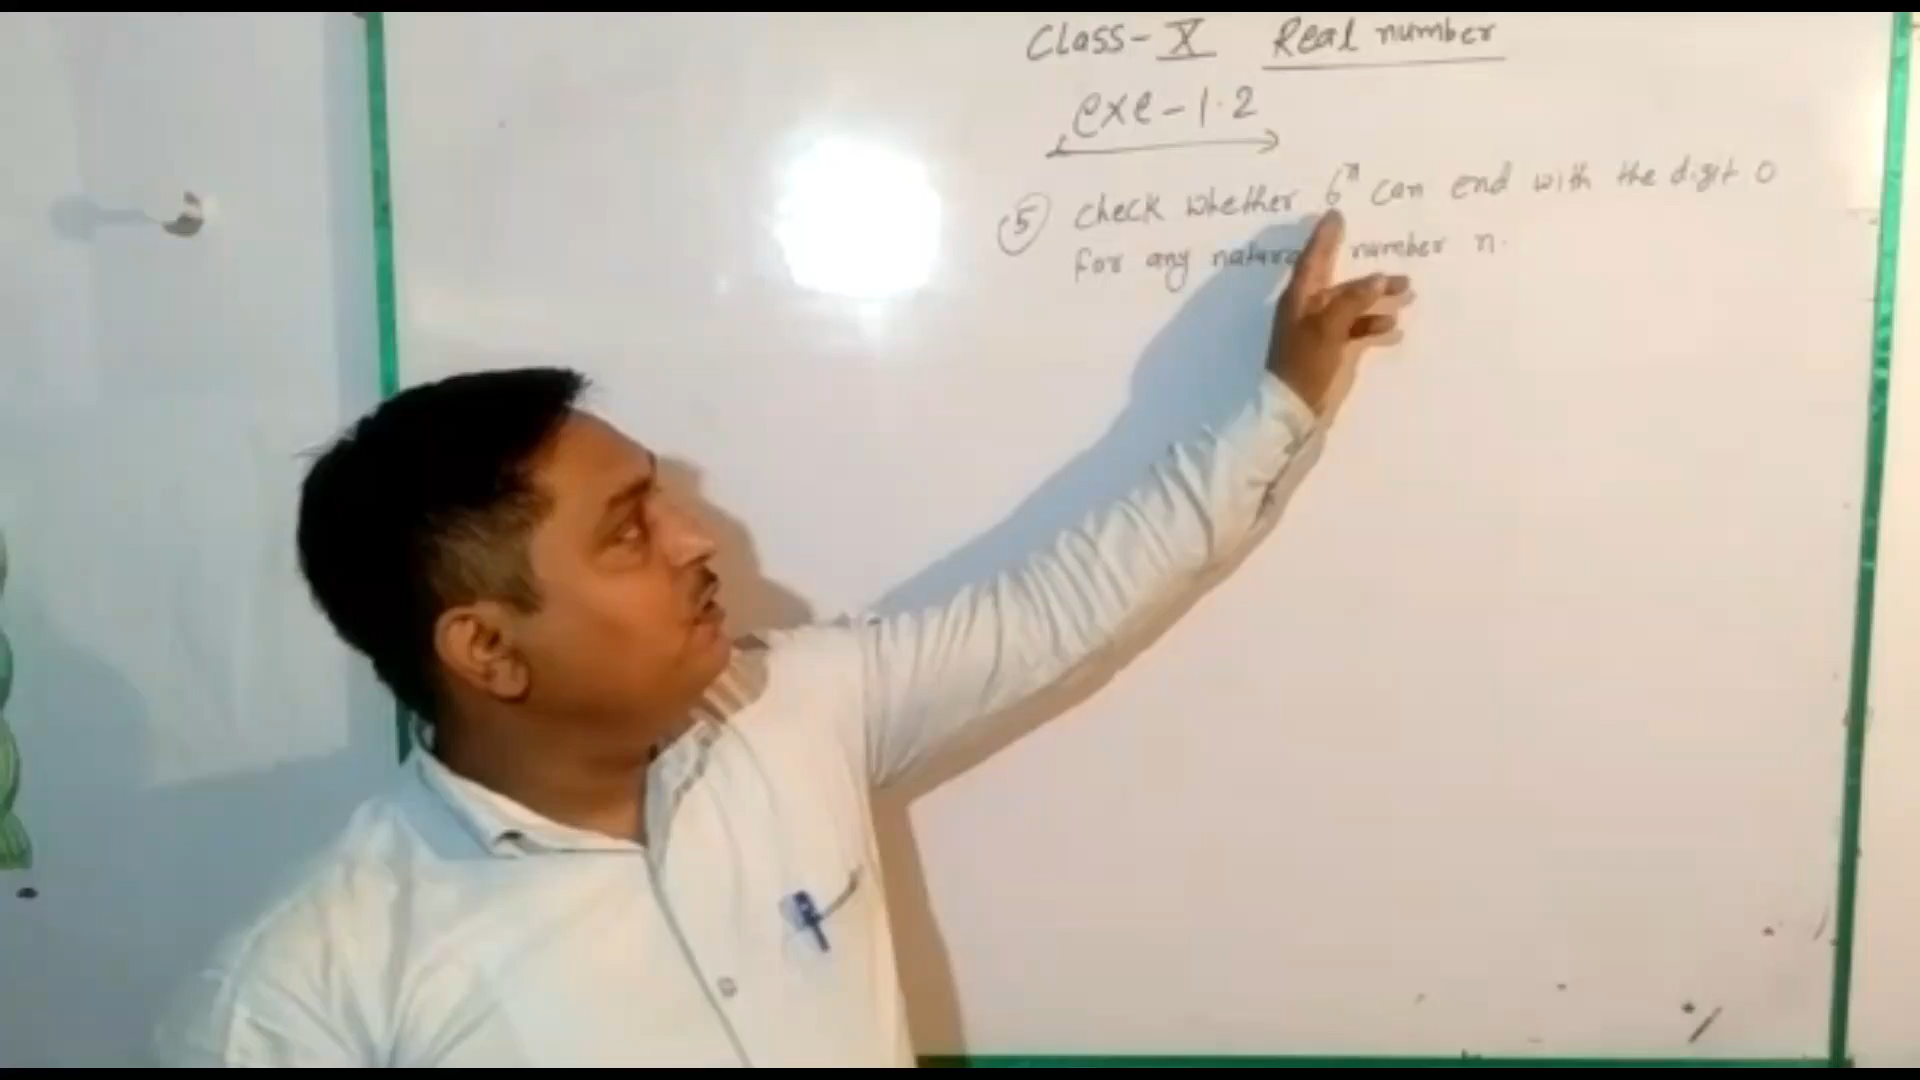 Class-X Real number
exe-1.2
5 Check whether 6ⁿ can end with the digit 0
for any natural number n.